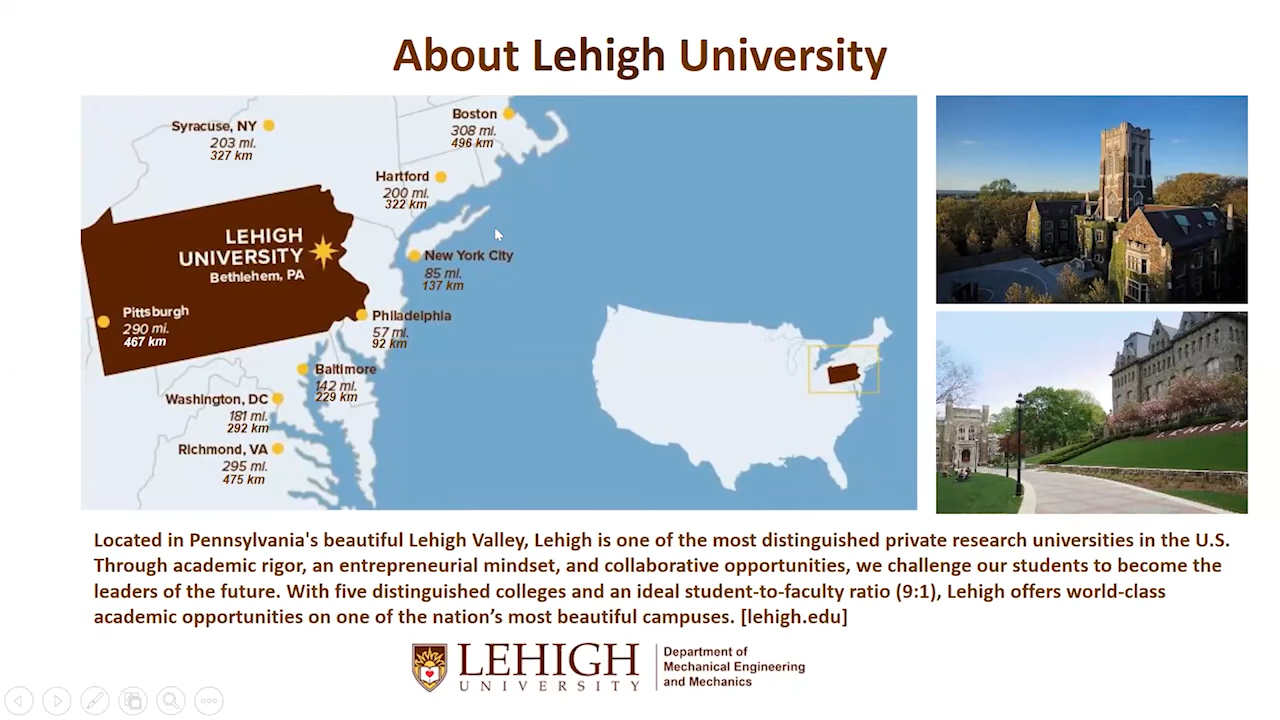 About Lehigh University
Syracuse, NY
203 mi.
327 km
Boston
308 mi.
496 km
Hartford
200 mi.
322 km
LEHIGH
UNIVERSITY
Bethlehem, PA
New York City
85 mi.
137 km
Pittsburgh
290 mi.
467 km
Philadelphia
57 mi.
92 km
Baltimore
142 mi.
229 km
Washington, DC
181 mi.
292 km
Richmond, VA
295 mi.
475 km
LEHIGH
Located in Pennsylvania's beautiful Lehigh Valley, Lehigh is one of the most distinguished private research universities in the U.S.
Through academic rigor, an entrepreneurial mindset, and collaborative opportunities, we challenge our students to become the
leaders of the future. With five distinguished colleges and an ideal student-to-faculty ratio (9:1), Lehigh offers world-class
academic opportunities on one of the nation’s most beautiful campuses. [lehigh.edu]
LEHIGH
UNIVERSITY
Department of
Mechanical Engineering
and Mechanics